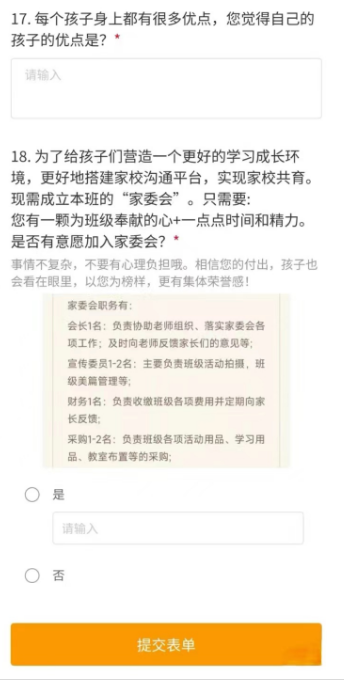 17. 每个孩子身上都有很多优点，您觉得自己的
孩子的优点是？*
请输入
18. 为了给孩子们营造一个更好的学习成长环
境，更好地搭建家校沟通平台，实现家校共育。
现需成立本班的“家委会”。只需要:
您有一颗为班级奉献的心+一点点时间和精力。
是否有意愿加入家委会？*
事情不复杂，不要有心理负担哦。相信您的付出，孩子也
会看在眼里，以您为榜样，更有集体荣誉感！
家委会职务有：
会长1名：负责协助老师组织、落实家委会各
项工作；及时向老师反馈家长们的意见等;
宣传委员1-2名：主要负责班级活动拍摄，班
级美篇管理等;
财务1名：负责收缴班级各项费用并定期向家
长反馈;
采购1-2名：负责班级各项活动用品、学习用
品、教室布置等的采购;
是
请输入
否
提交表单